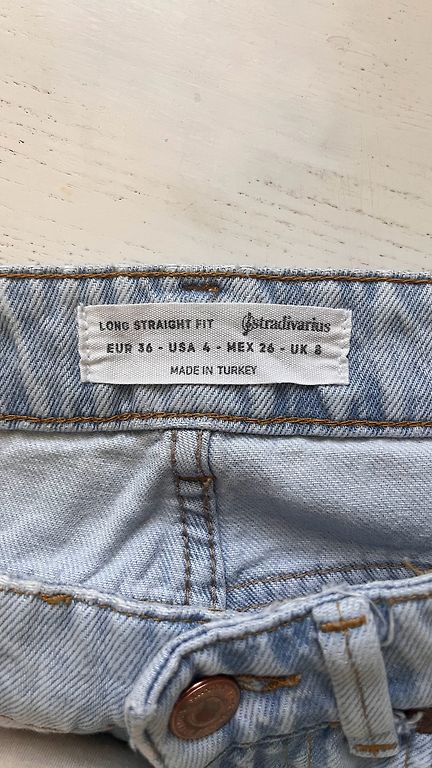 LONG STRAIGHT FIT stradivarius
EUR 36 - USA 4 - MEX 26 - UK 8
MADE IN TURKEY